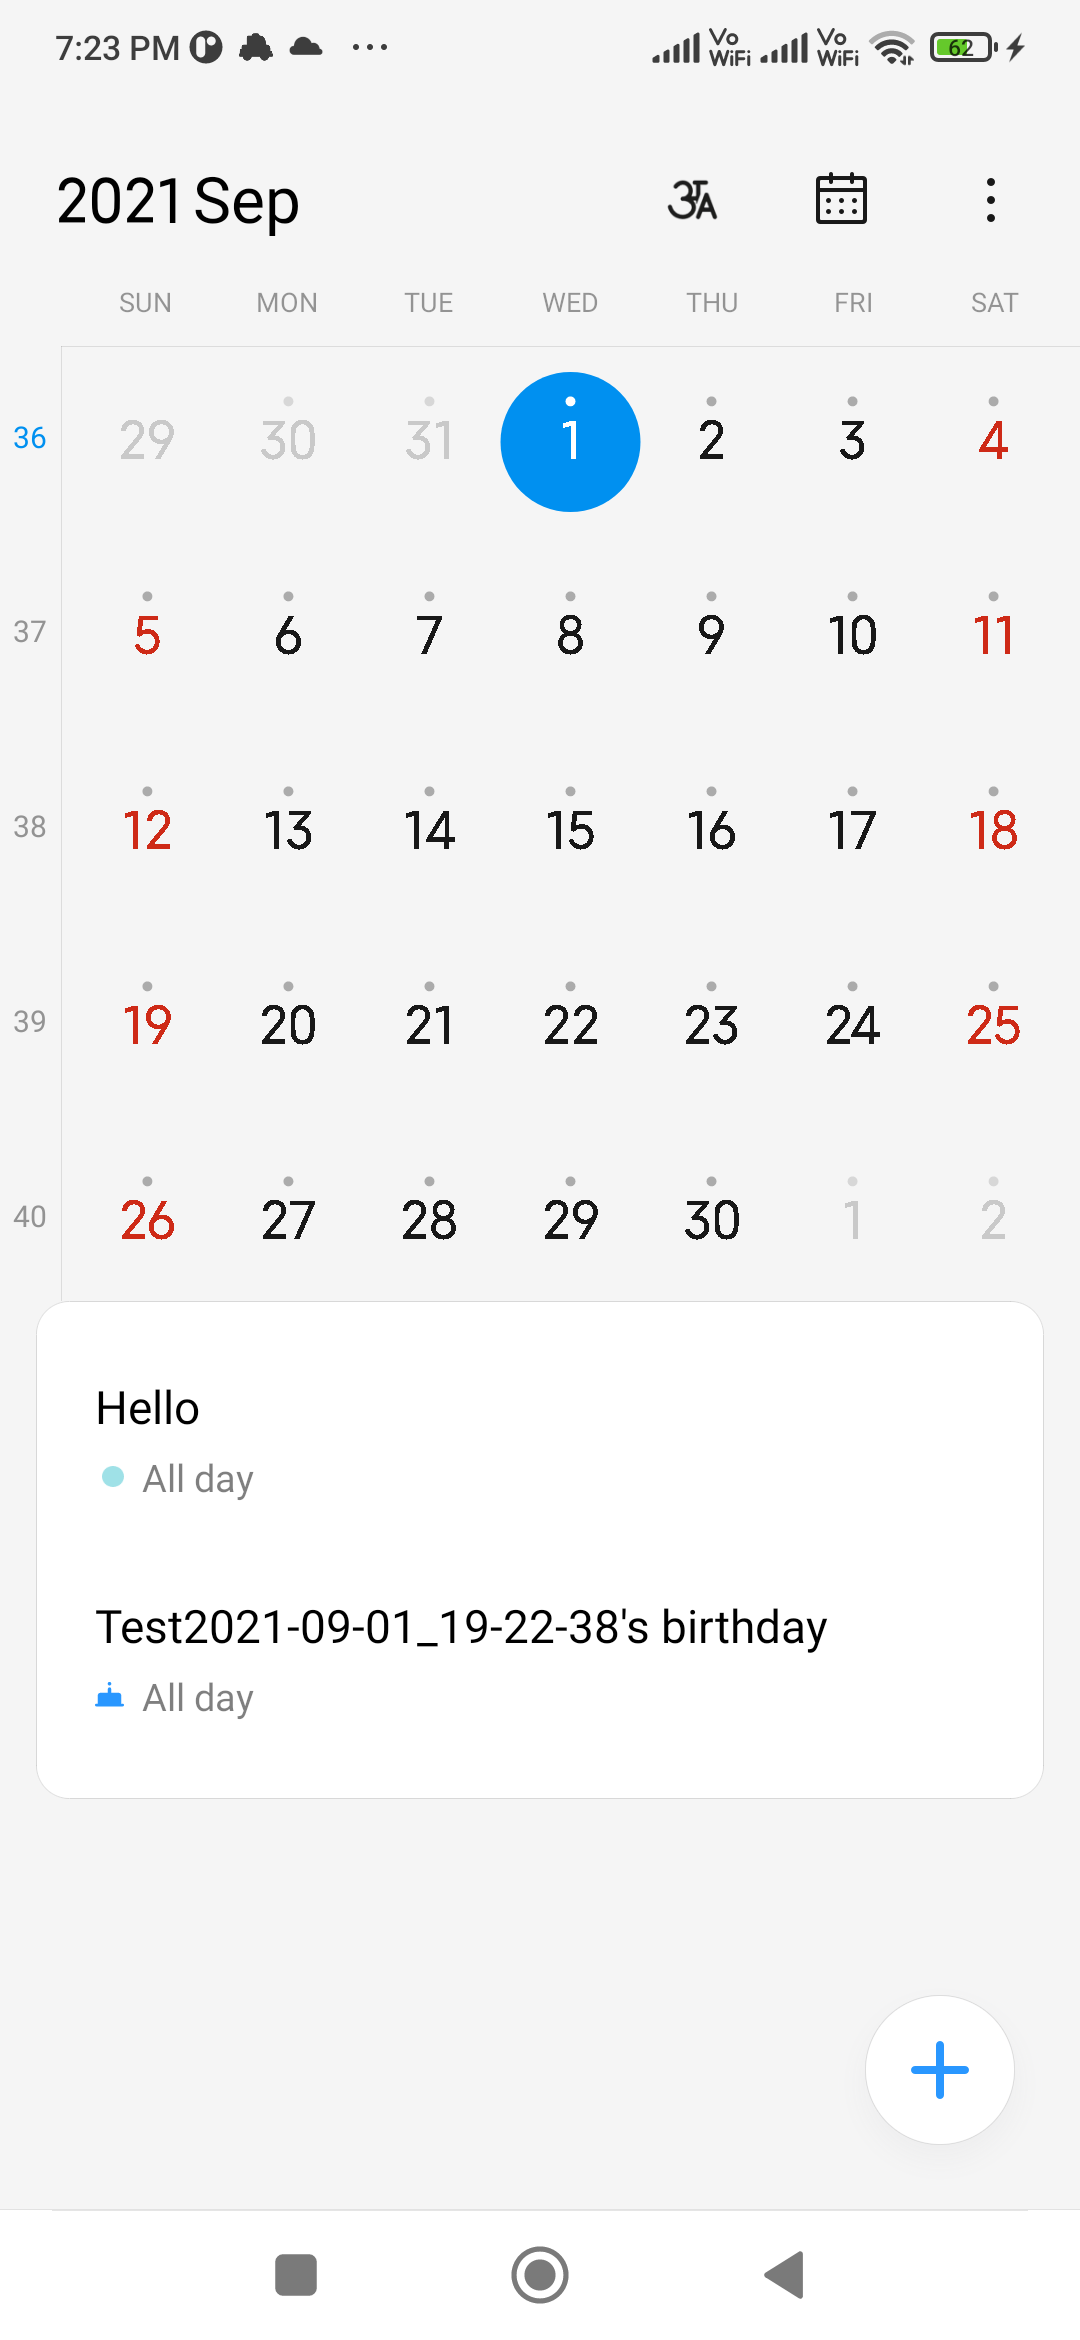 7:23 PM ... Vo WiFi Vo WiFi 62
2021 Sep अA
SUN MON TUE WED THU FRI SAT
36 29 30 31 1 2 3 4
37 5 6 7 8 9 10 11
38 12 13 14 15 16 17 18
39 19 20 21 22 23 24 25
40 26 27 28 29 30 1 2
Hello
All day
Test2021-09-01_19-22-38's birthday
All day